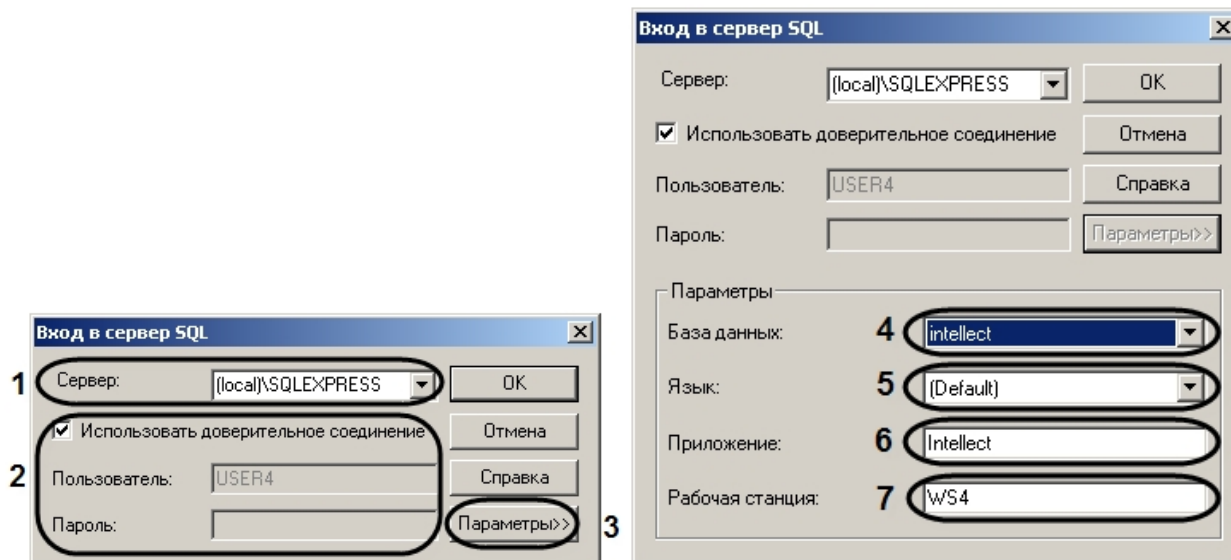 Вход в сервер SQL
Сервер: (local)\SQLEXPRESS OK
Использовать доверительное соединение Отмена
Пользователь: USER4 Справка
Пароль: Параметры>>
Параметры
База данных: 4 intellect
Язык: 5 (Default)
Приложение: 6 Intellect
Рабочая станция: 7 WS4
Вход в сервер SQL
1 Сервер: (local)\SQLEXPRESS OK
2 Использовать доверительное соединение Отмена
Пользователь: USER4 Справка
Пароль: Параметры>> 3